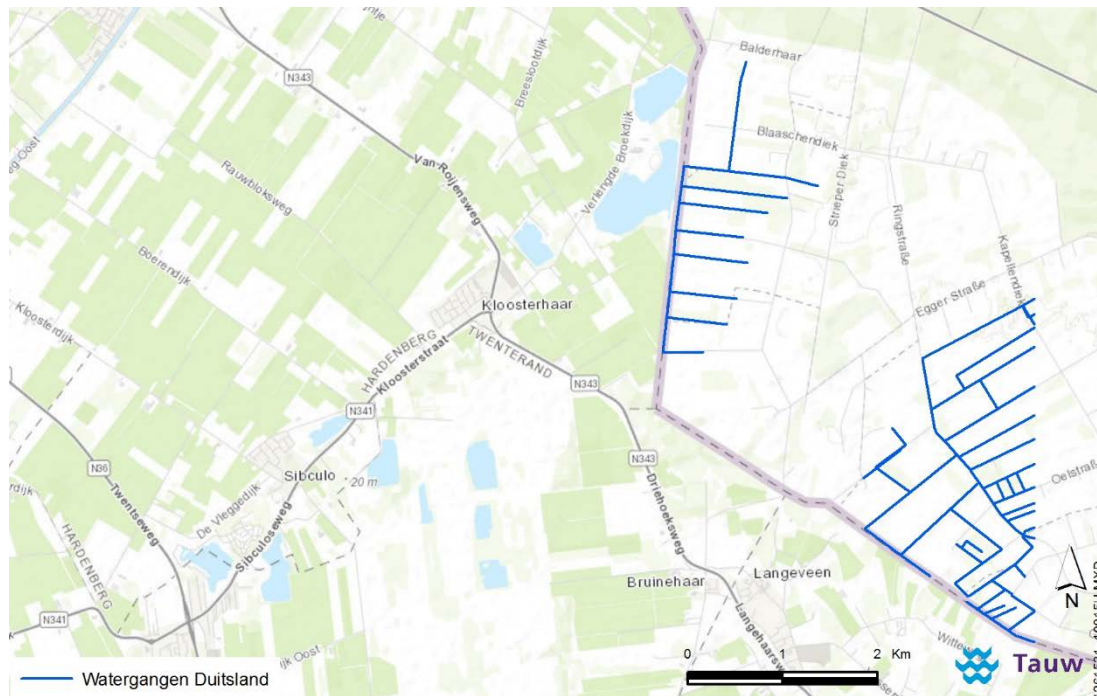 Balderhaar
N343
Breeslootdijk
Blaaschendiek
Van-Roijensweg
Verlengde Broekdijk
Strieper Diek
Rauwbloksweg
Ringstraße
Kapellendiek
Boerendijk
Egger Straße
Kloosterhaar
Kloosterdijk
HARDENBERG
Kloosterstraat
TWENTERAND
N343
N341
N343
N36
Sibculo
20 m
Oelstraße
De Vleggedijk
Twentseweg
Driehoeksweg
Sibculoseweg
HARDENBERG
Bruinehaar
Langeveen
N
N341
0 1 2 Km
Watergangen Duitsland
Tauw